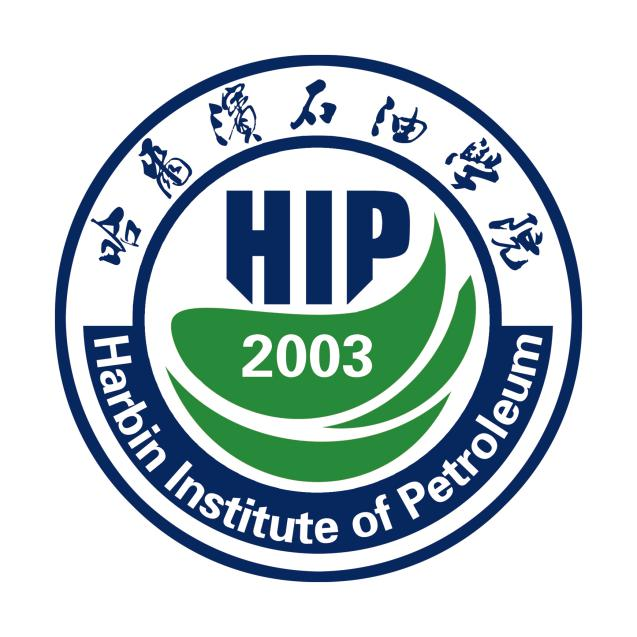 哈爾濱石油學院
HIP
2003
Harbin Institute of Petroleum